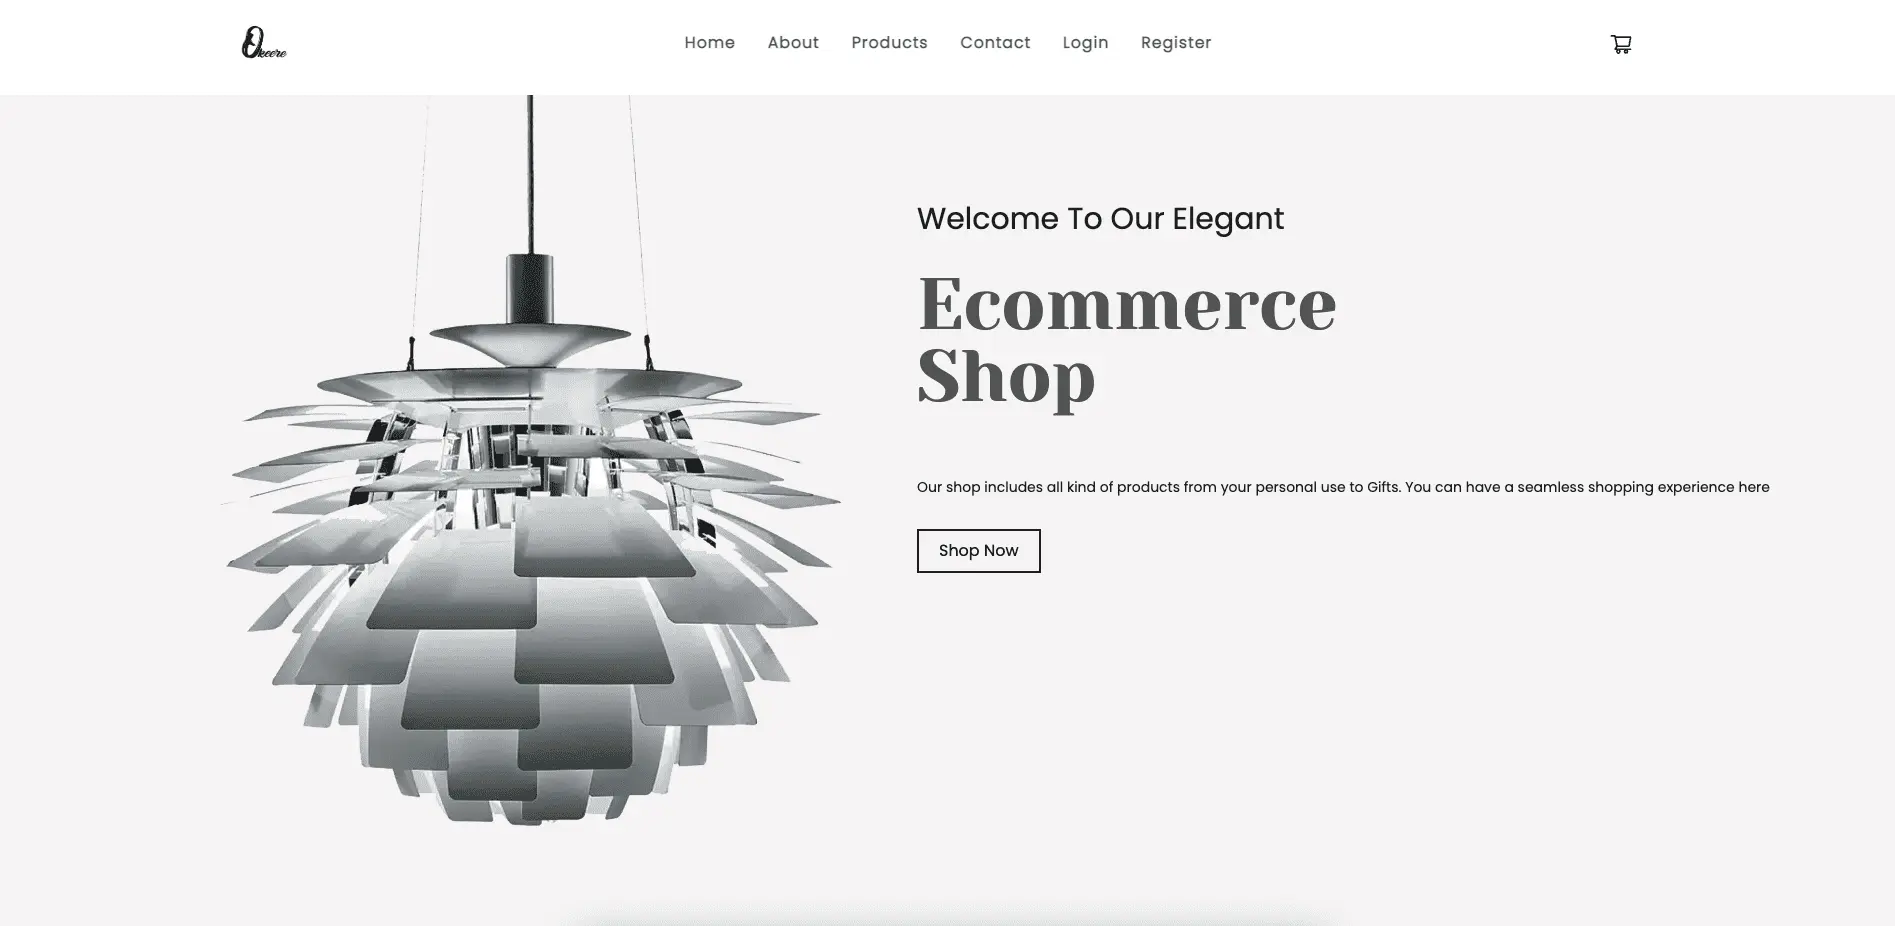 Okeere
Home About Products Contact Login Register
Welcome To Our Elegant
Ecommerce
Shop
Our shop includes all kind of products from your personal use to Gifts. You can have a seamless shopping experience here
Shop Now